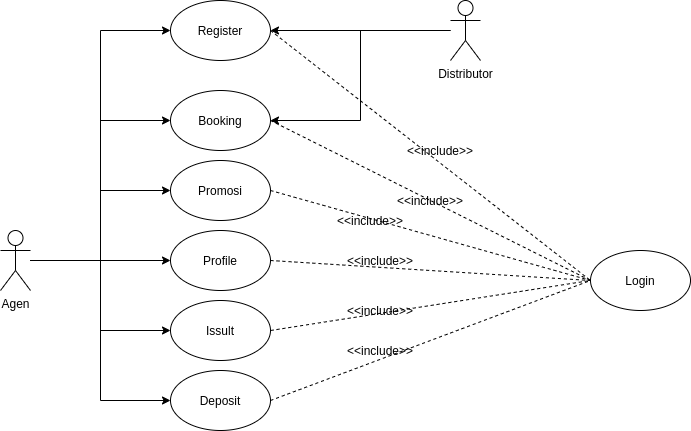 Register
Distributor
Booking
<<include>>
Promosi
<<include>>
<<include>>
Profile
<<include>>
Login
Agen
<<include>>
Issult
<<include>>
Deposit